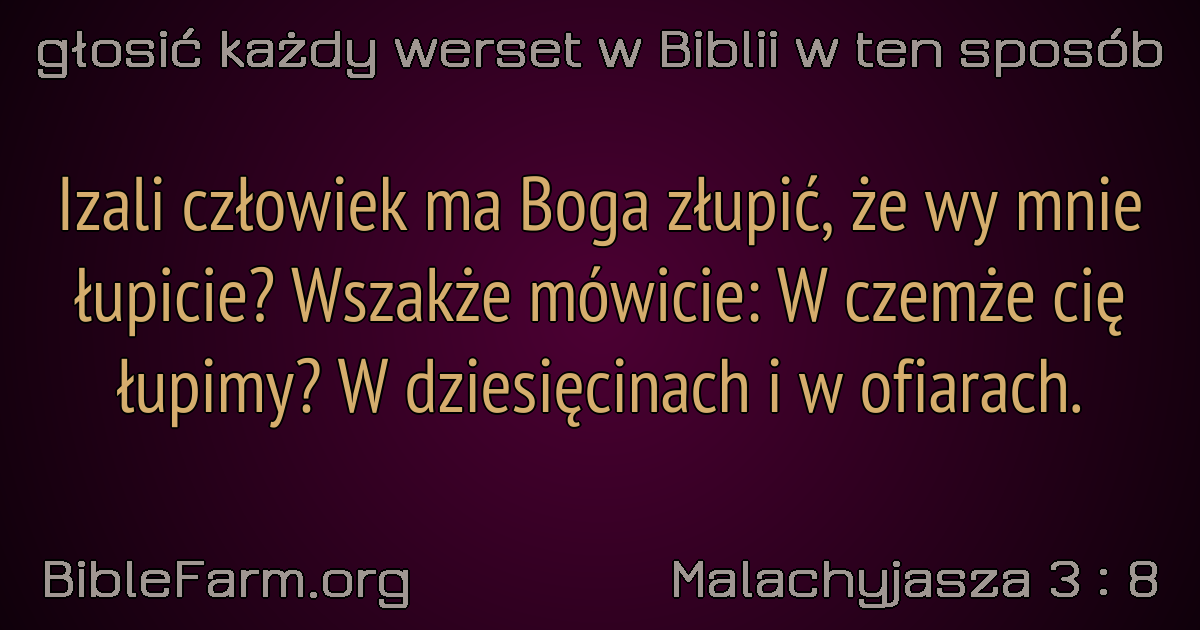 głosić każdy werset w Biblii w ten sposób
Izali człowiek ma Boga złupić, że wy mnie
łupicie? Wszakże mówicie: W czemże cię
łupimy? W dziesięcinach i w ofiarach.
BibleFarm.org
Malachyjasza 3 : 8